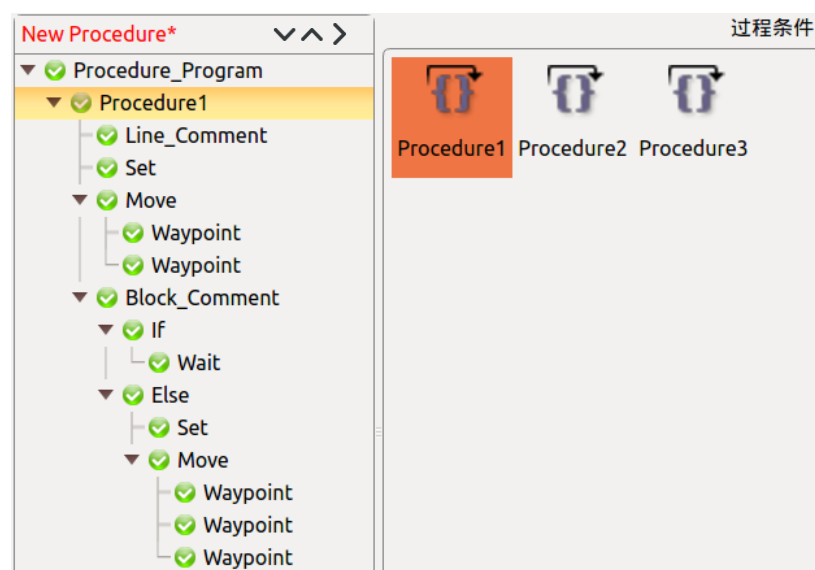 New Procedure*
过程条件
Procedure_Program
Procedure1
Line_Comment
Set
Move
Waypoint
Waypoint
Block_Comment
If
Wait
Else
Set
Move
Waypoint
Waypoint
Waypoint
Procedure1 Procedure2 Procedure3